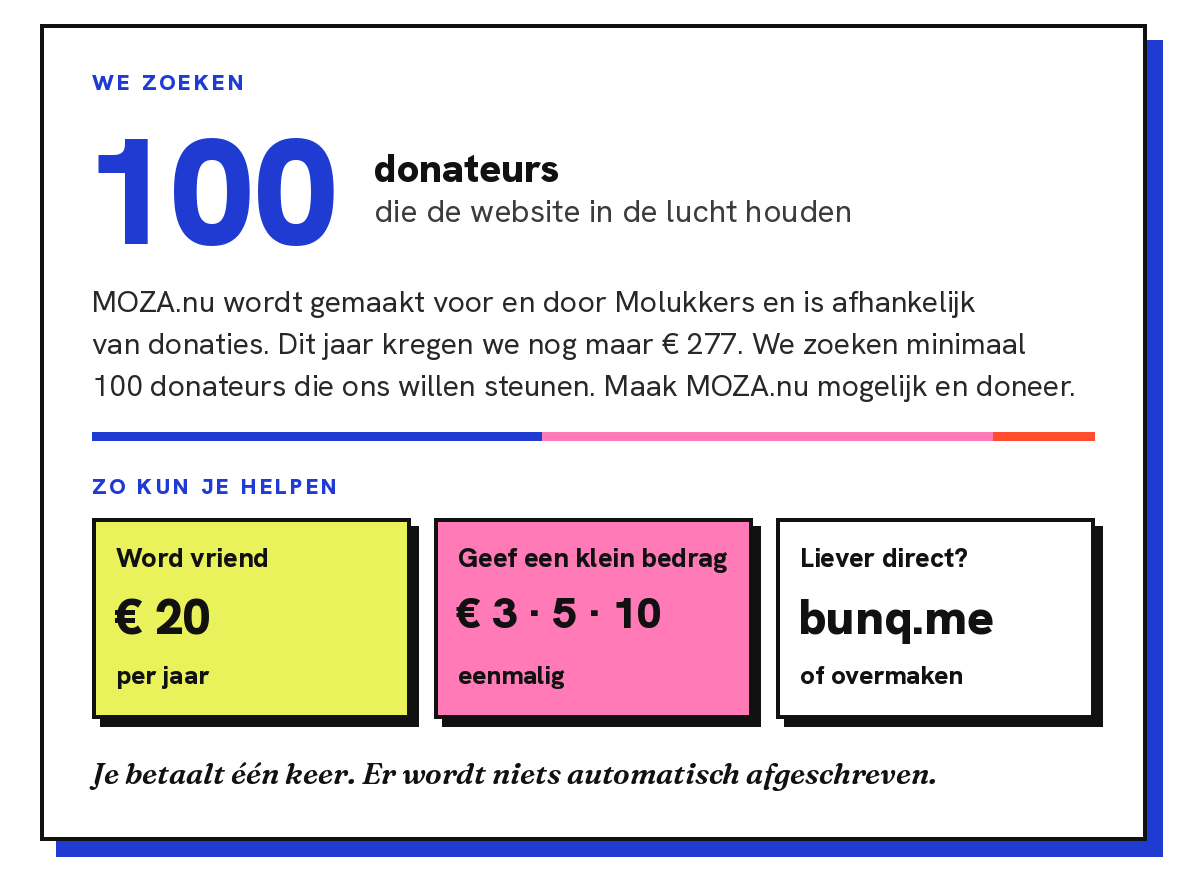 WE ZOEKEN
100
donateurs
die de website in de lucht houden
MOZA.nu wordt gemaakt voor en door Molukkers en is afhankelijk
van donaties. Dit jaar kregen we nog maar € 277. We zoeken minimaal
100 donateurs die ons willen steunen. Maak MOZA.nu mogelijk en doneer.
ZO KUN JE HELPEN
Word vriend
€ 20
per jaar
Geef een klein bedrag
€ 3 · 5 · 10
eenmalig
Liever direct?
bunq.me
of overmaken
Je betaalt één keer. Er wordt niets automatisch afgeschreven.